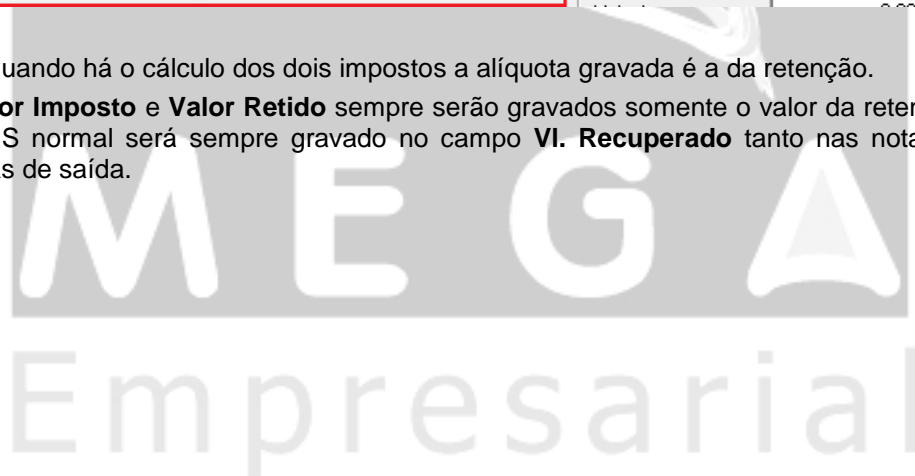 uando há o cálculo dos dois impostos a alíquota gravada é a da retenção.
or Imposto e Valor Retido sempre serão gravados somente o valor da reten
S normal será sempre gravado no campo Vl. Recuperado tanto nas nota
s de saída.
MEGA
Empresarial